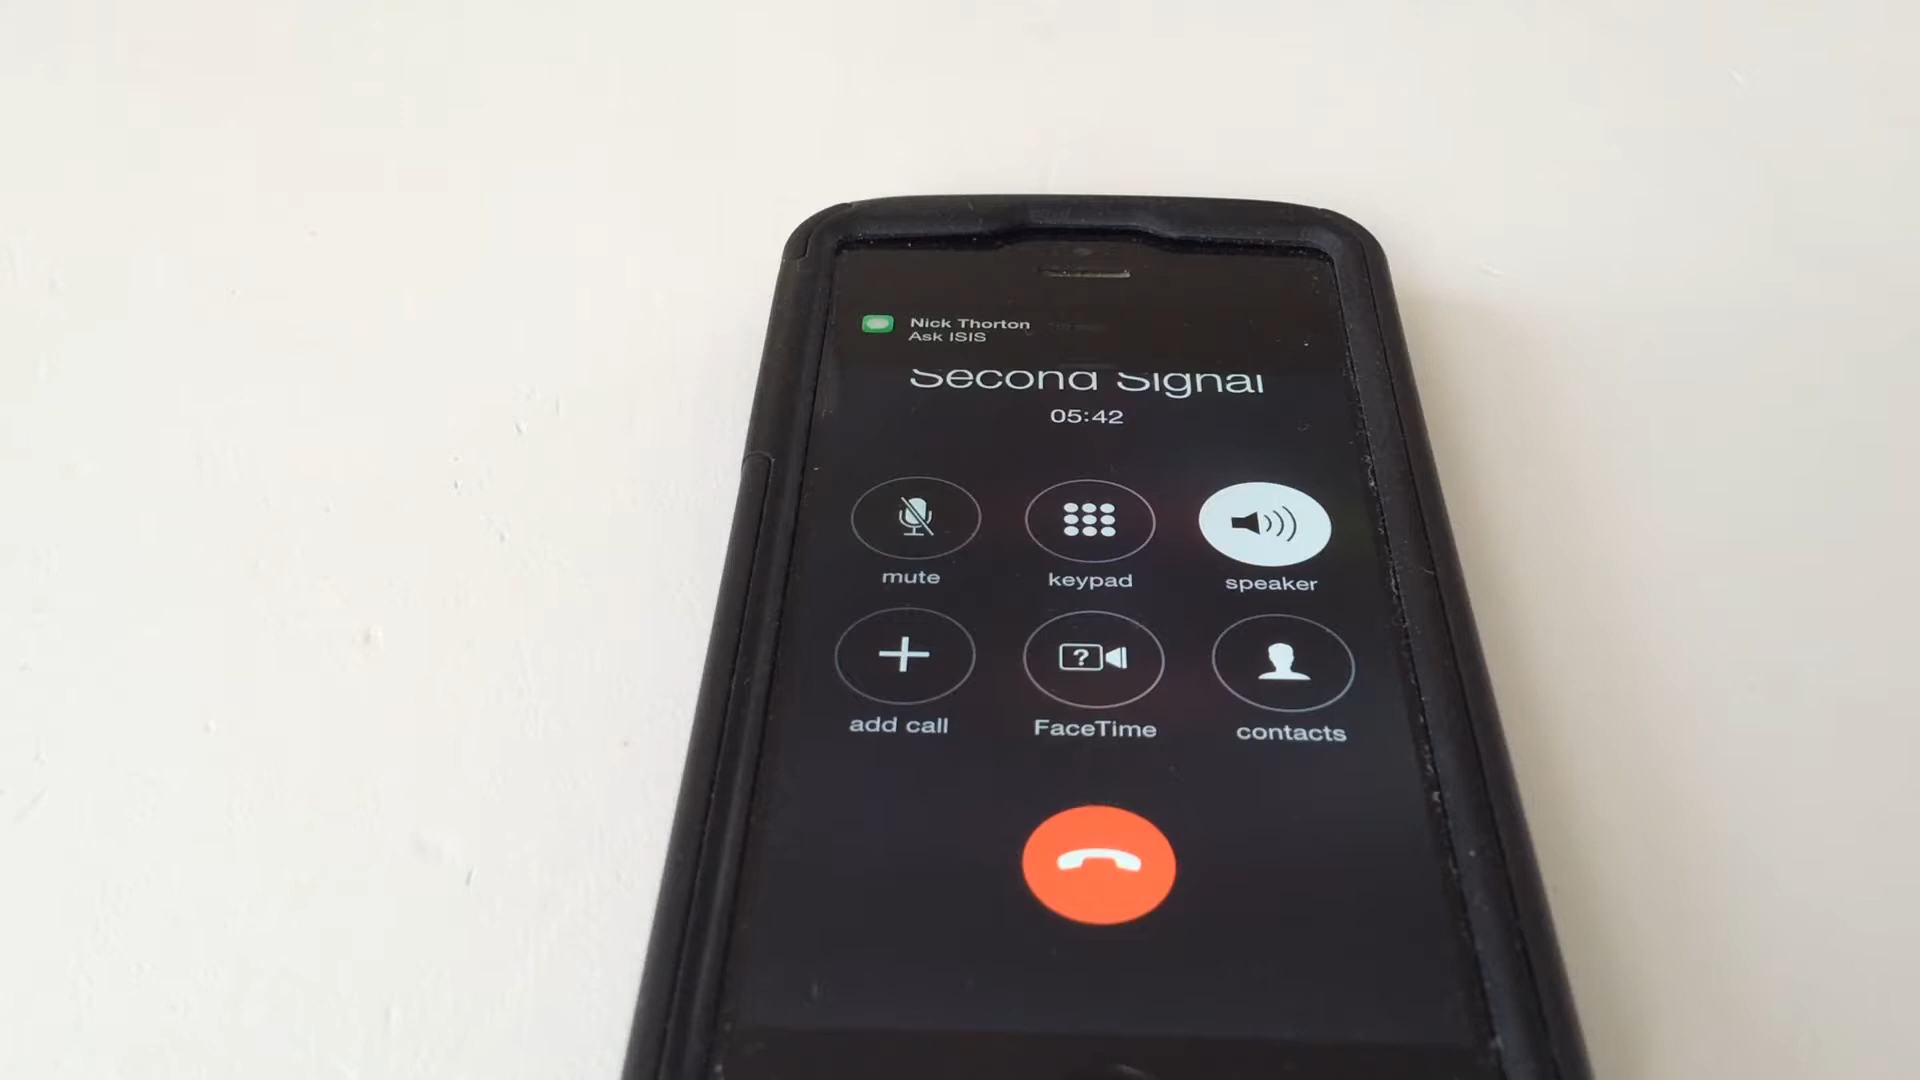 Nick Thorton
Ask ISIS
Second Signal
05:42
mute
keypad
speaker
add call
FaceTime
contacts